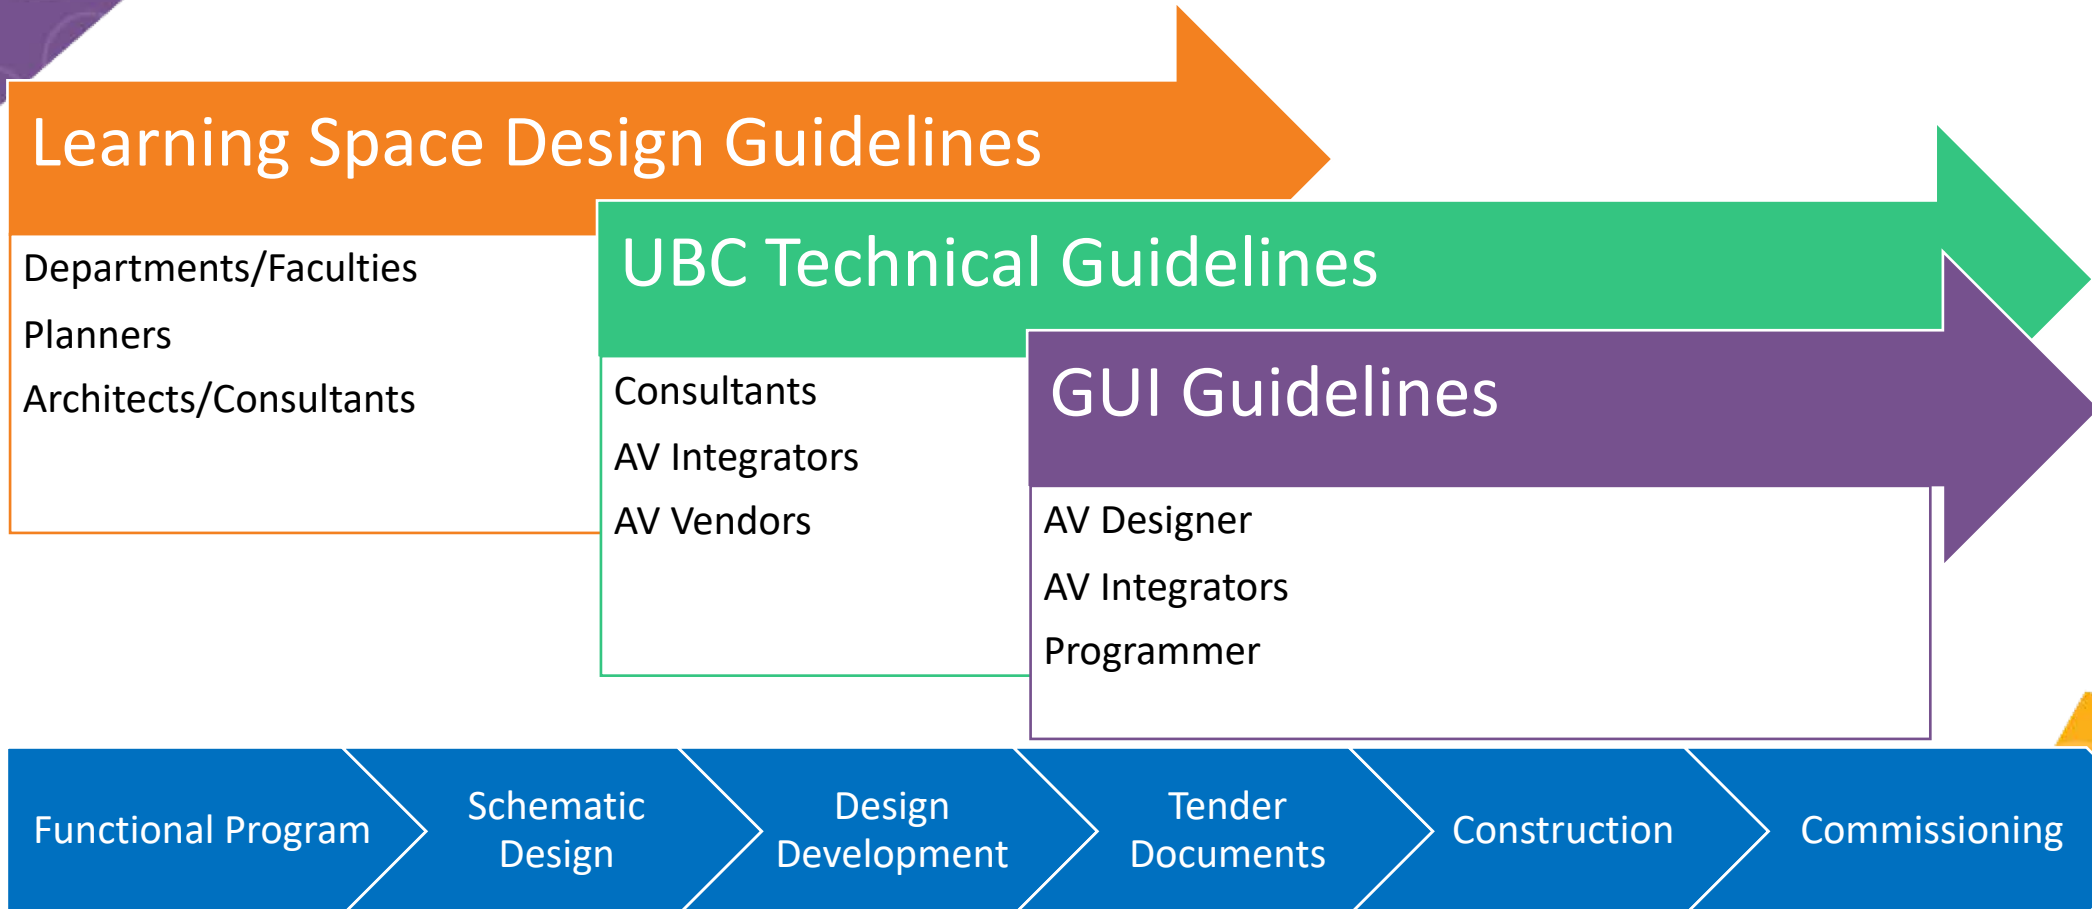 Learning Space Design Guidelines
Departments/Faculties
Planners
Architects/Consultants
UBC Technical Guidelines
Consultants
AV Integrators
AV Vendors
GUI Guidelines
AV Designer
AV Integrators
Programmer
Functional Program
Schematic
Design
Design
Development
Tender
Documents
Construction
Commissioning